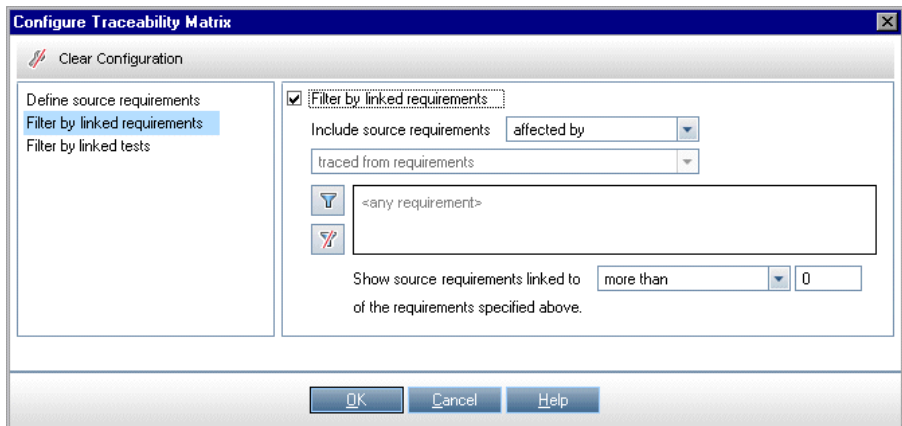 Configure Traceability Matrix
Clear Configuration
Define source requirements
Filter by linked requirements
Filter by linked tests
Filter by linked requirements
Include source requirements affected by
traced from requirements
<any requirement>
Show source requirements linked to more than 0
of the requirements specified above.
OK Cancel Help